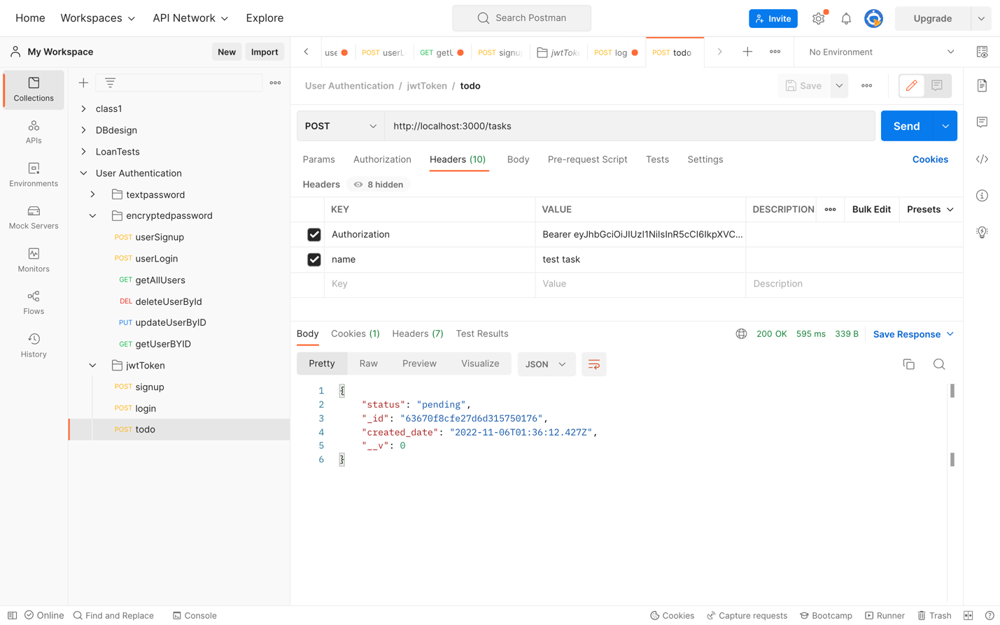 Home Workspaces API Network Explore Search Postman Invite Upgrade
My Workspace New Import use POST userL GET getU POST signu jwtToke POST log POST todo No Environment
Collections
APIs
Environments
Mock Servers
Monitors
Flows
History
class1
DBdesign
LoanTests
User Authentication
textpassword
encryptedpassword
POST userSignup
POST userLogin
GET getAllUsers
DEL deleteUserById
PUT updateUserByID
GET getUserBYID
jwtToken
POST signup
POST login
POST todo
User Authentication / jwtToken / todo Save
POST http://localhost:3000/tasks Send
Params Authorization Headers (10) Body Pre-request Script Tests Settings Cookies
Headers 8 hidden
KEY VALUE DESCRIPTION Bulk Edit Presets
Authorization Bearer eyJhbGciOiJIUzI1NiIsInR5cCI6IkpXVC...
name test task
Key Value Description
Body Cookies (1) Headers (7) Test Results 200 OK 595 ms 339 B Save Response
Pretty Raw Preview Visualize JSON
1 {
2 "status": "pending",
3 "_id": "63670f8cfe27d6d315750176",
4 "created_date": "2022-11-06T01:36:12.427Z",
5 "__v": 0
6 }
Online Find and Replace Console Cookies Capture requests Bootcamp Runner Trash